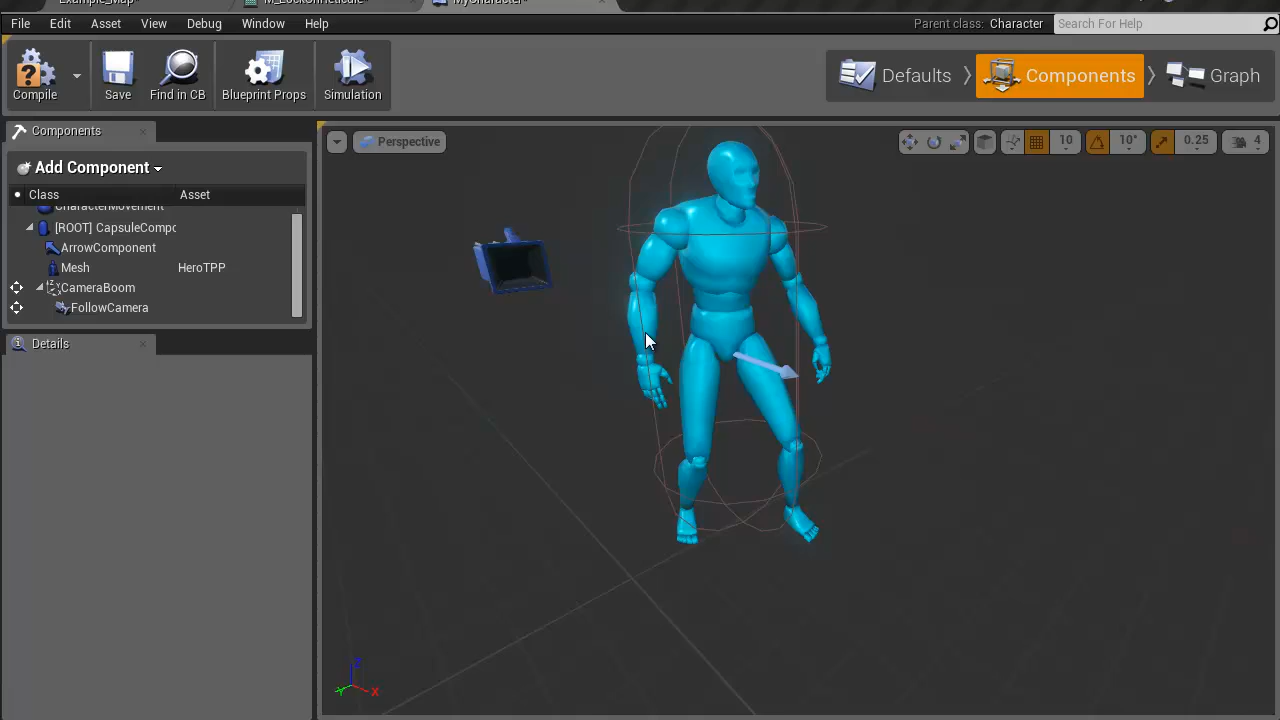 Example_Map*
M_LockOnReticule*
MyCharacter*
File Edit Asset View Debug Window Help
Parent class: Character
Search For Help
Compile
Save
Find in CB
Blueprint Props
Simulation
Defaults
Components
Graph
Components
Perspective
10
10°
0.25
4
Add Component
Class
Asset
CharacterMovement
[ROOT] CapsuleCompc
ArrowComponent
Mesh
HeroTPP
CameraBoom
FollowCamera
Details
Z
Y
X